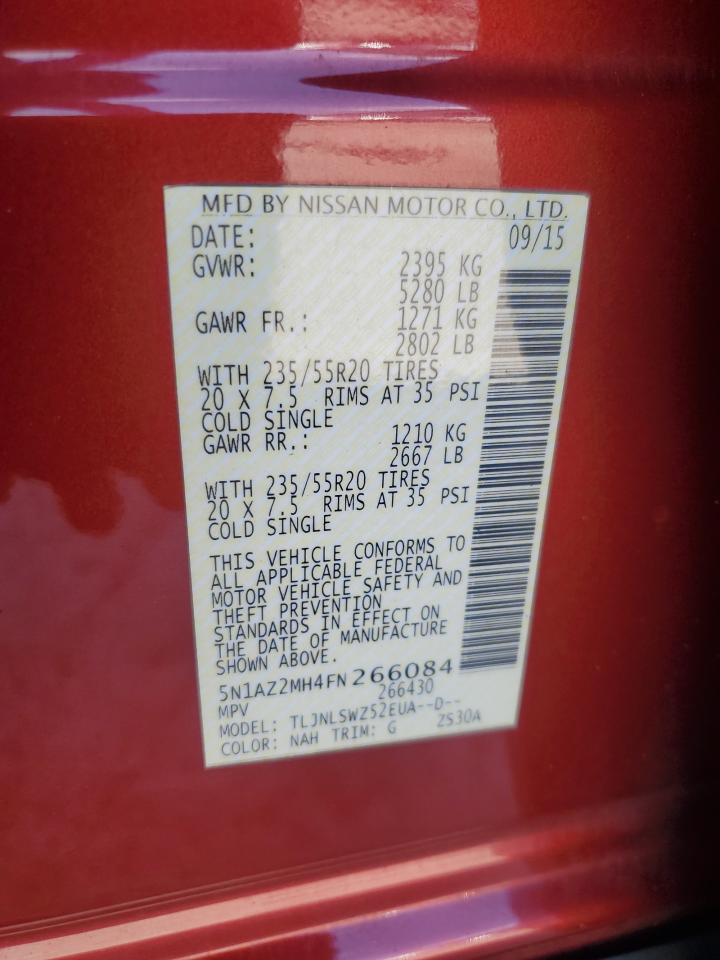 MFD BY NISSAN MOTOR CO., LTD.
DATE: 09/15
GVWR: 2395 KG
5280 LB
GAWR FR.: 1271 KG
2802 LB
WITH 235/55R20 TIRES
20 X 7.5 RIMS AT 35 PSI
COLD SINGLE
GAWR RR.: 1210 KG
2667 LB
WITH 235/55R20 TIRES
20 X 7.5 RIMS AT 35 PSI
COLD SINGLE
THIS VEHICLE CONFORMS TO
ALL APPLICABLE FEDERAL
MOTOR VEHICLE SAFETY AND
THEFT PREVENTION
STANDARDS IN EFFECT ON
THE DATE OF MANUFACTURE
SHOWN ABOVE.
5N1AZ2MH4FN266084
MPV 266430
MODEL: TLJNLSWZ52EUA--D--
COLOR: NAH TRIM: G ZS30A